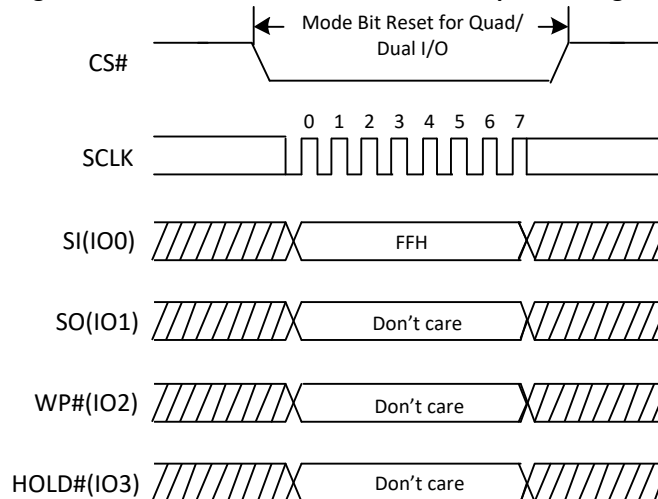 Mode Bit Reset for Quad/
Dual I/O
CS#
0 1 2 3 4 5 6 7
SCLK
SI(IO0) FFH
SO(IO1) Don't care
WP#(IO2) Don't care
HOLD#(IO3) Don't care